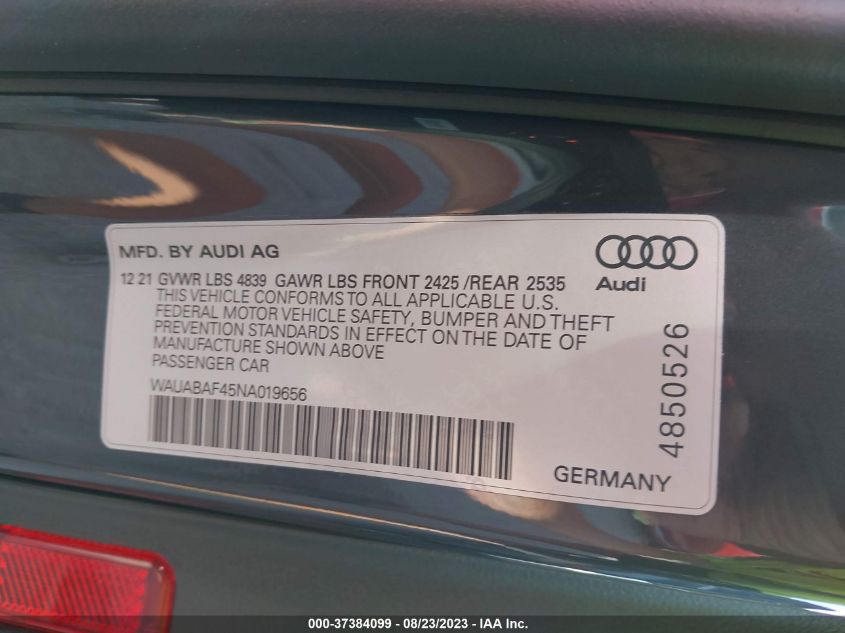 MFD. BY AUDI AG
12 21 GVWR LBS 4839 GAWR LBS FRONT 2425 /REAR 2535
THIS VEHICLE CONFORMS TO ALL APPLICABLE U.S.
FEDERAL MOTOR VEHICLE SAFETY, BUMPER AND THEFT
PREVENTION STANDARDS IN EFFECT ON THE DATE OF
MANUFACTURE SHOWN ABOVE
PASSENGER CAR
WAUABAF45NA019656
Audi
4850526
GERMANY
000-37384099 - 08/23/2023 - IAA Inc.